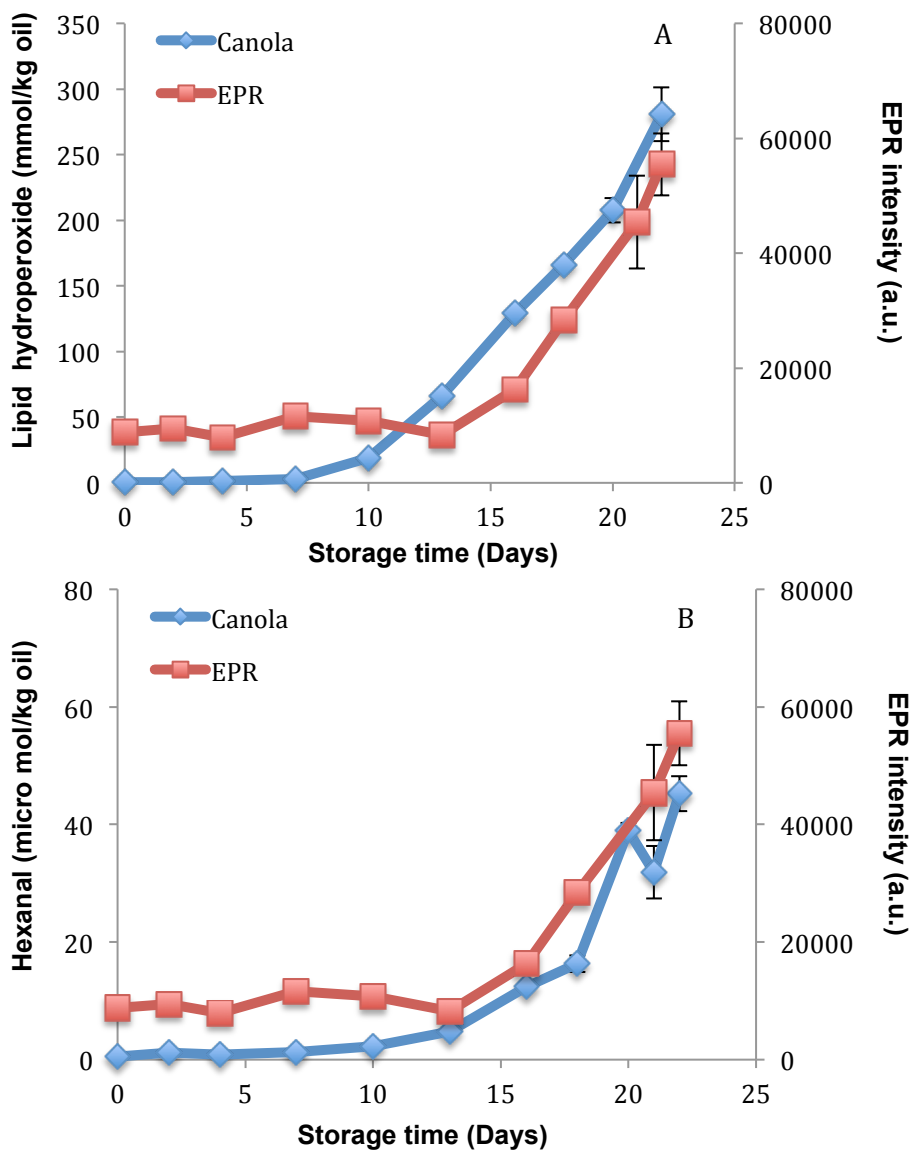 350
300
250
200
150
100
50
0
Lipid hydroperoxide (mmol/kg oil)
Canola
EPR
A
80000
60000
40000
20000
0
EPR intensity (a.u.)
0 5 10 15 20 25
Storage time (Days)
80
60
40
20
0
Hexanal (micro mol/kg oil)
Canola
EPR
B
80000
60000
40000
20000
0
EPR intensity (a.u.)
0 5 10 15 20 25
Storage time (Days)